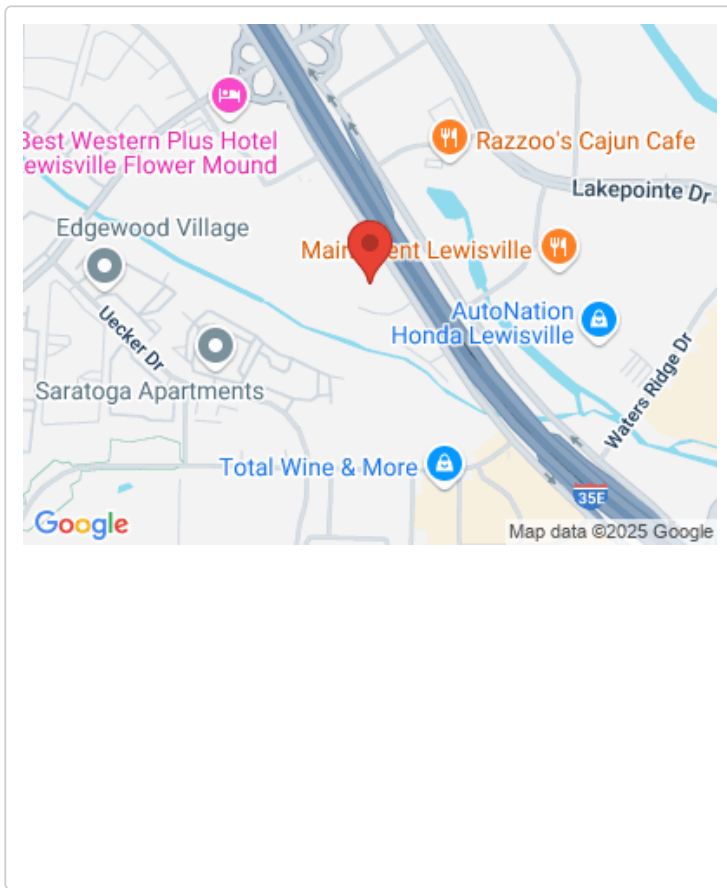 Best Western Plus Hotel
Lewisville Flower Mound
Razzoo's Cajun Cafe
Lakepointe Dr
Edgewood Village
Lewisville
AutoNation
Honda Lewisville
Uecker Dr
Saratoga Apartments
Waters Ridge Dr
Total Wine & More
35E
Google
Map data ©2025 Google